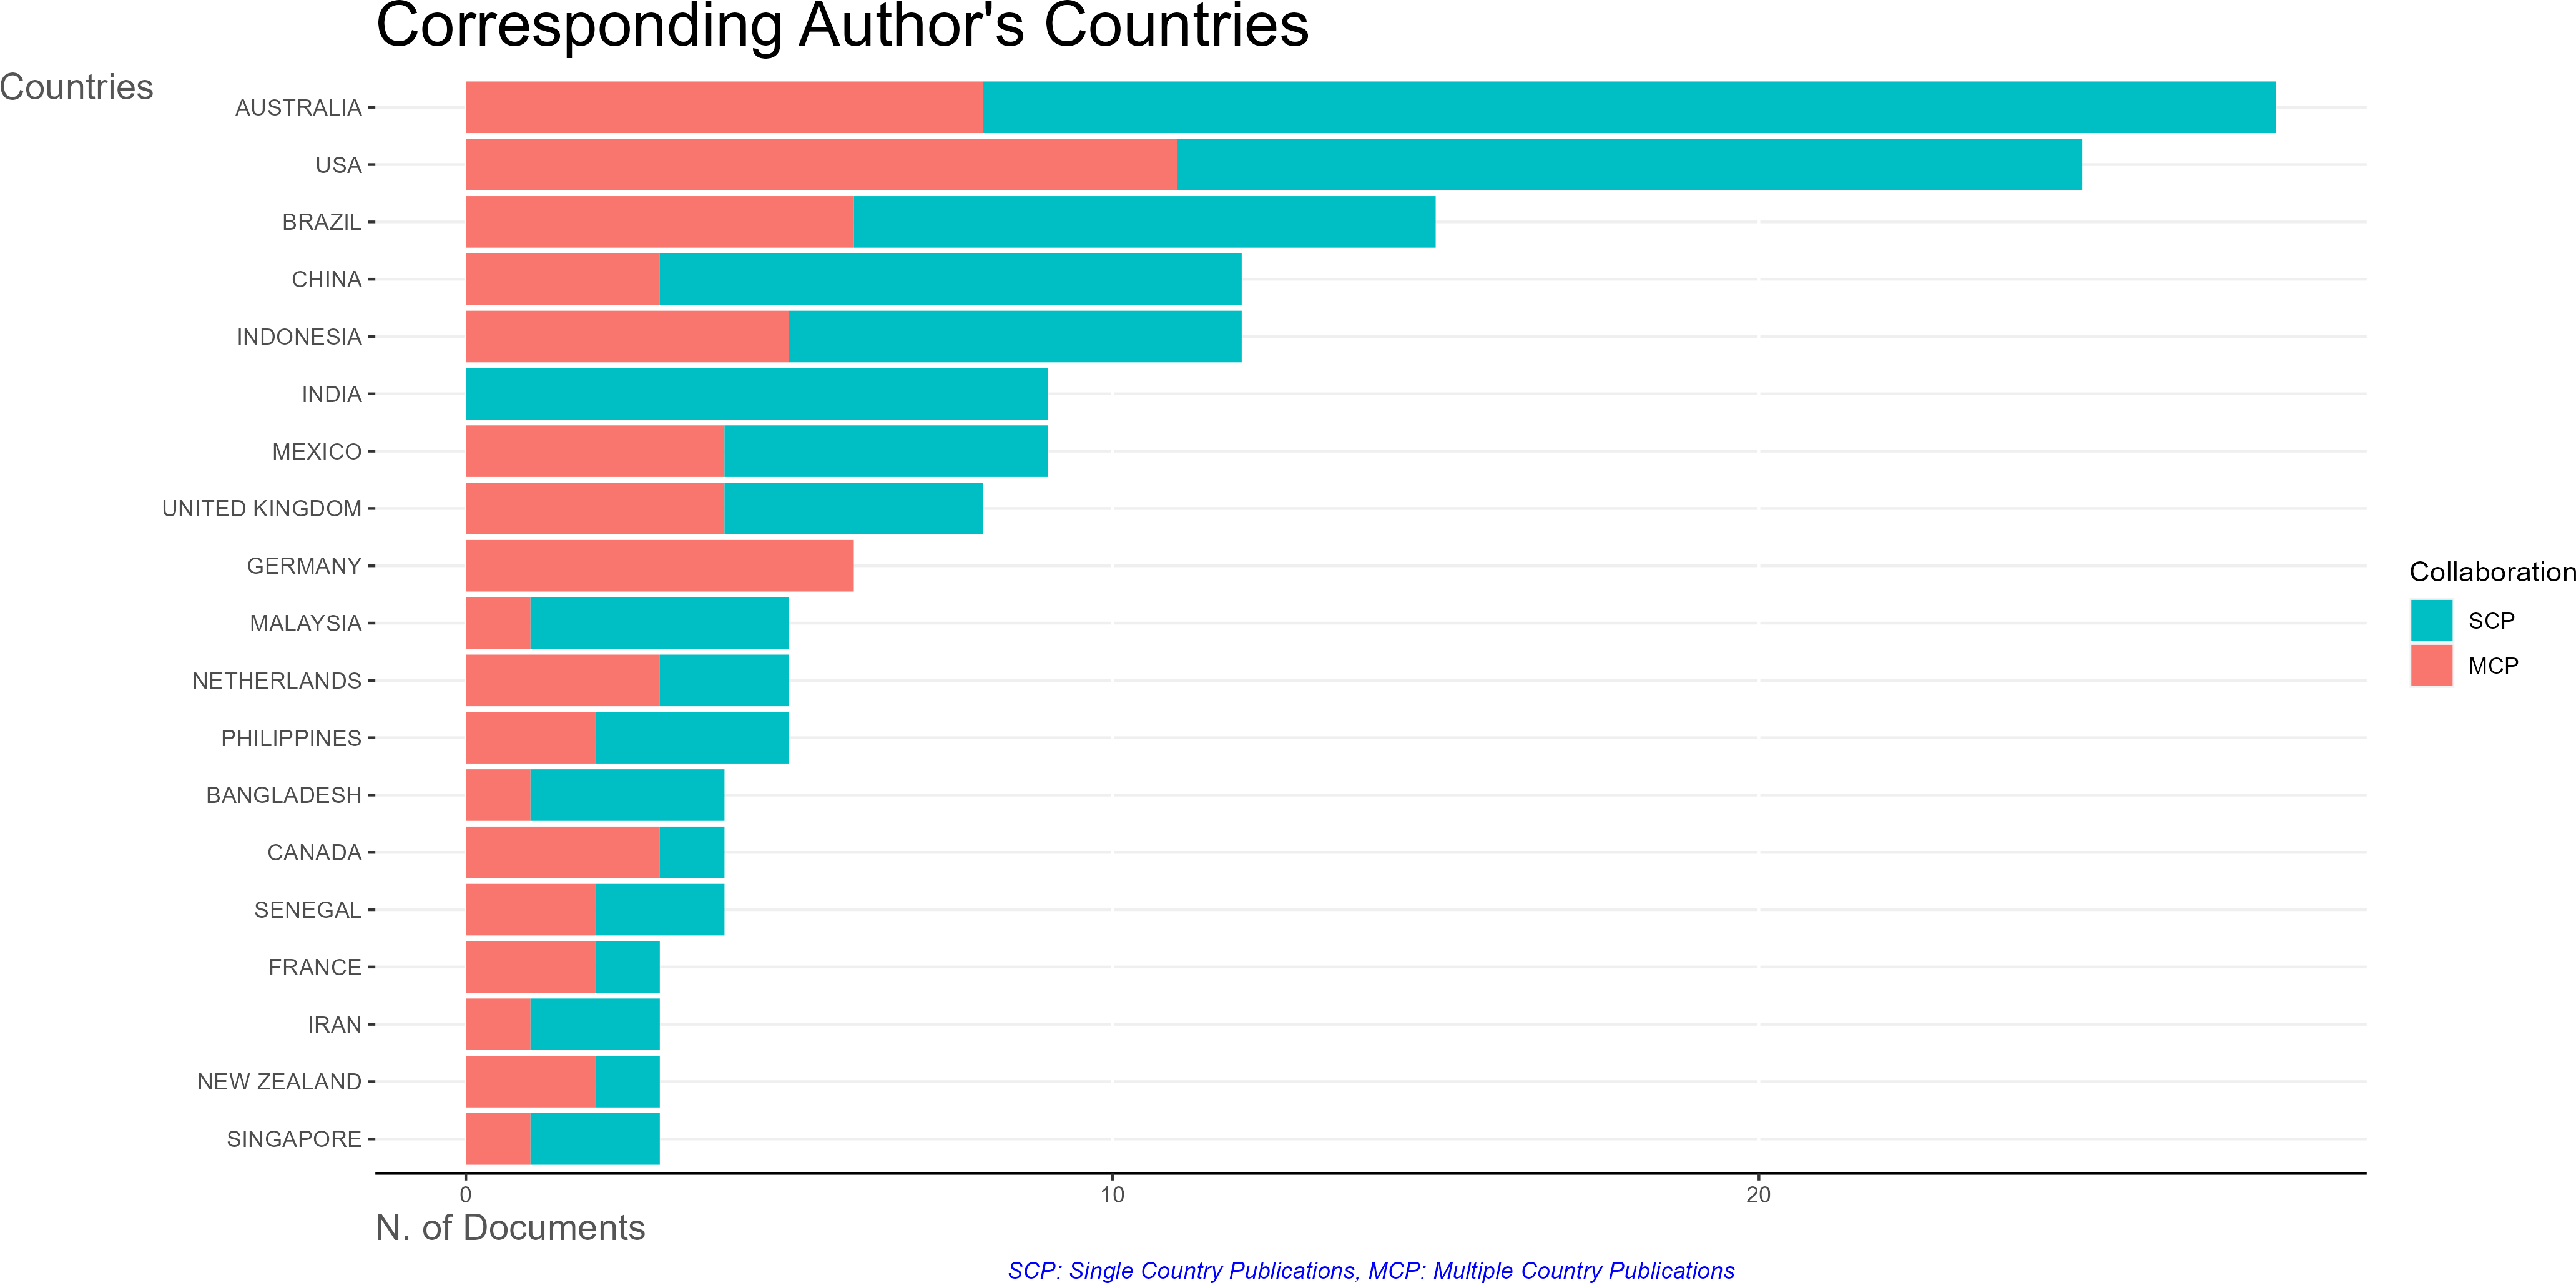 Corresponding Author's Countries
Countries
AUSTRALIA
USA
BRAZIL
CHINA
INDONESIA
INDIA
MEXICO
UNITED KINGDOM
GERMANY
MALAYSIA
NETHERLANDS
PHILIPPINES
BANGLADESH
CANADA
SENEGAL
FRANCE
IRAN
NEW ZEALAND
SINGAPORE
0 10 20
N. of Documents
Collaboration
SCP
MCP
SCP: Single Country Publications, MCP: Multiple Country Publications